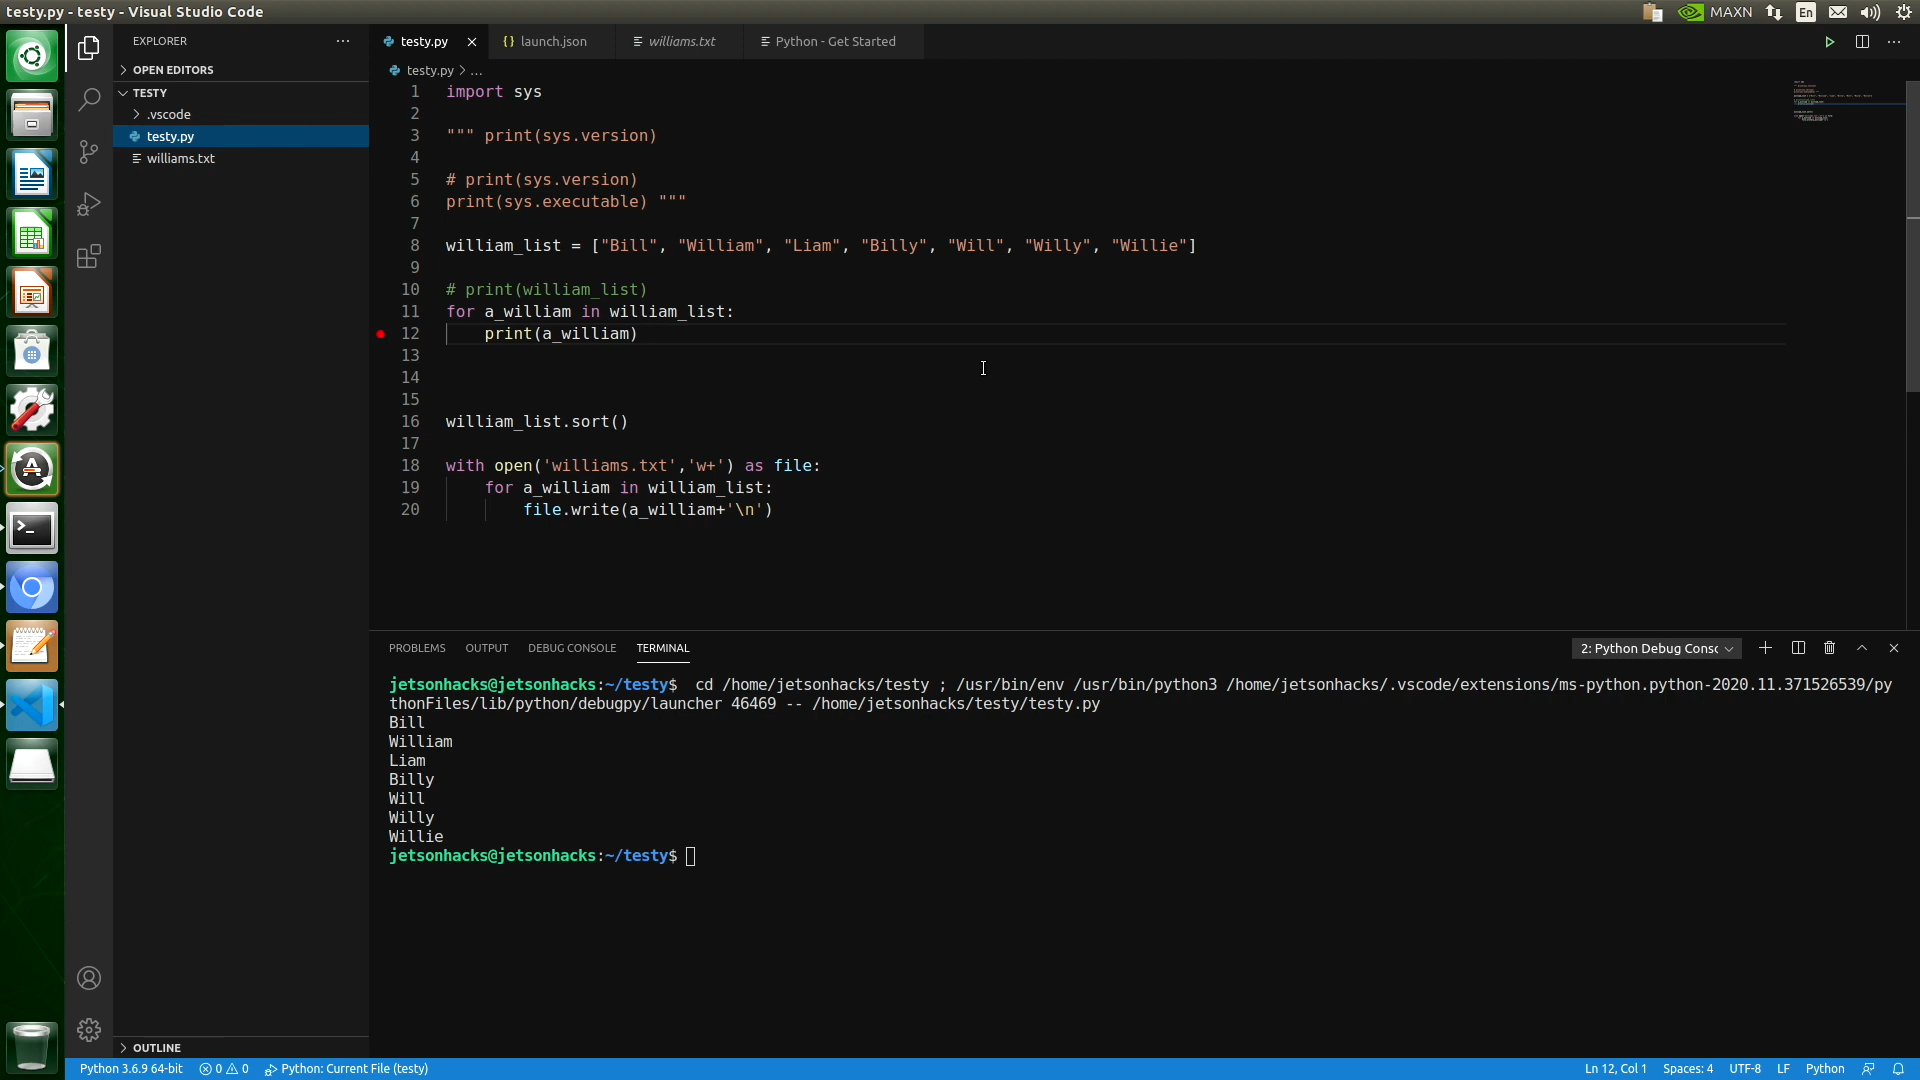 testy.py - testy - Visual Studio Code
MAXN
En
EXPLORER
testy.py
launch.json
williams.txt
Python - Get Started
OPEN EDITORS
testy.py > ...
TESTY
.vscode
testy.py
williams.txt
1 import sys
2
3 """ print(sys.version)
4
5 # print(sys.version)
6 print(sys.executable) """
7
8 william_list = ["Bill", "William", "Liam", "Billy", "Will", "Willy", "Willie"]
9
10 # print(william_list)
11 for a_william in william_list:
12 print(a_william)
13
14
15
16 william_list.sort()
17
18 with open('williams.txt','w+') as file:
19 for a_william in william_list:
20 file.write(a_william+'\n')
PROBLEMS OUTPUT DEBUG CONSOLE TERMINAL
2: Python Debug Consc
jetsonhacks@jetsonhacks:~/testy$ cd /home/jetsonhacks/testy ; /usr/bin/env /usr/bin/python3 /home/jetsonhacks/.vscode/extensions/ms-python.python-2020.11.371526539/py
thonFiles/lib/python/debugpy/launcher 46469 -- /home/jetsonhacks/testy/testy.py
Bill
William
Liam
Billy
Will
Willy
Willie
jetsonhacks@jetsonhacks:~/testy$
OUTLINE
Python 3.6.9 64-bit
0 0
Python: Current File (testy)
Ln 12, Col 1
Spaces: 4
UTF-8
LF
Python